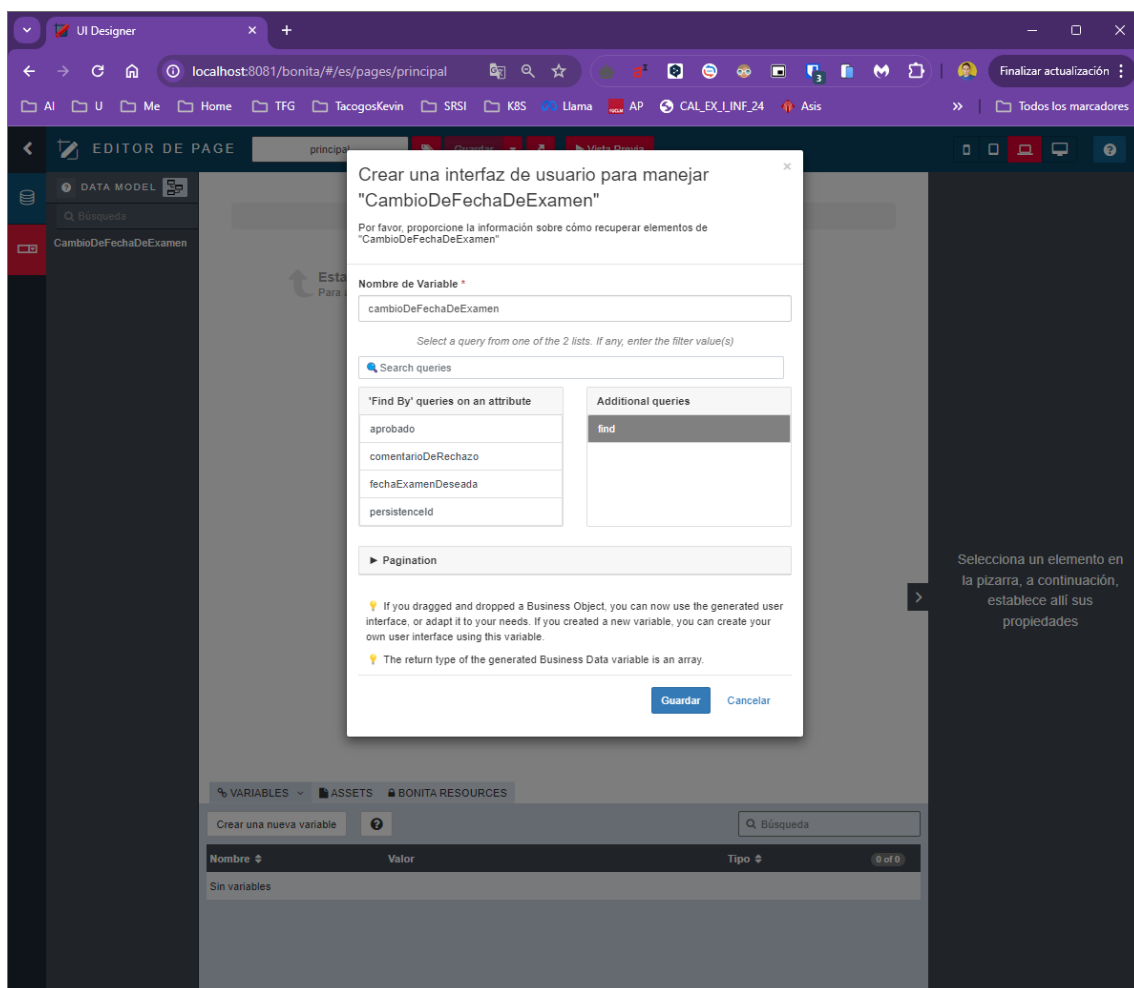 UI Designer
localhost:8081/bonita/#/es/pages/principal
3
Finalizar actualización
AI U Me Home TFG TacogosKevin SRSI K8S Llama AP CAL_EX_I_INF_24 Asis » Todos los marcadores
EDITOR DE PAGE principal Guardar Vista Previa
DATA MODEL
Búsqueda
CambioDeFechaDeExamen
Esta
Para
×
Crear una interfaz de usuario para manejar
"CambioDeFechaDeExamen"
Por favor, proporcione la información sobre cómo recuperar elementos de
"CambioDeFechaDeExamen"
Nombre de Variable *
cambioDeFechaDeExamen
Select a query from one of the 2 lists. If any, enter the filter value(s)
Search queries
'Find By' queries on an attribute
aprobado
comentarioDeRechazo
fechaExamenDeseada
persistenceId
Additional queries
find
Pagination
If you dragged and dropped a Business Object, you can now use the generated user
interface, or adapt it to your needs. If you created a new variable, you can create your
own user interface using this variable.
The return type of the generated Business Data variable is an array.
Guardar Cancelar
Selecciona un elemento en
la pizarra, a continuación,
establece allí sus
propiedades
VARIABLES ASSETS BONITA RESOURCES
Crear una nueva variable Búsqueda
Nombre Valor Tipo 0 of 0
Sin variables